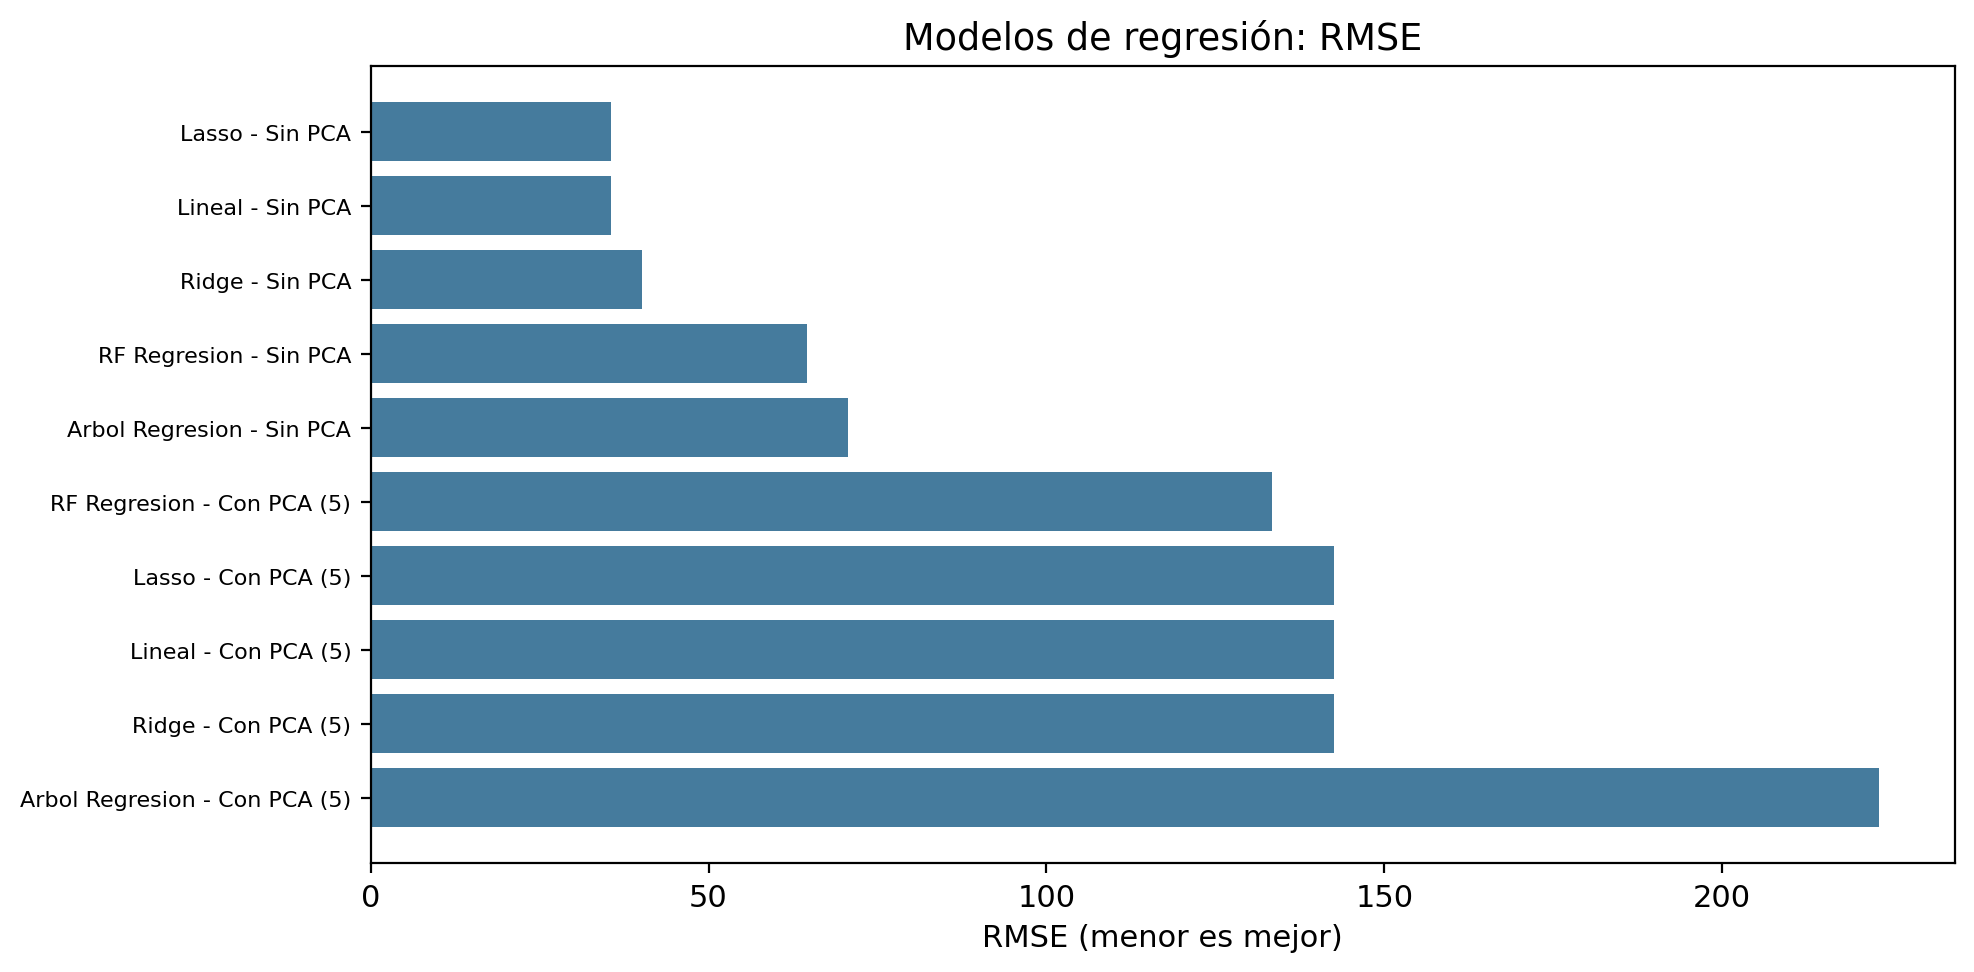 Modelos de regresión: RMSE
Lasso - Sin PCA
Lineal - Sin PCA
Ridge - Sin PCA
RF Regresion - Sin PCA
Arbol Regresion - Sin PCA
RF Regresion - Con PCA (5)
Lasso - Con PCA (5)
Lineal - Con PCA (5)
Ridge - Con PCA (5)
Arbol Regresion - Con PCA (5)
0 50 100 150 200
RMSE (menor es mejor)